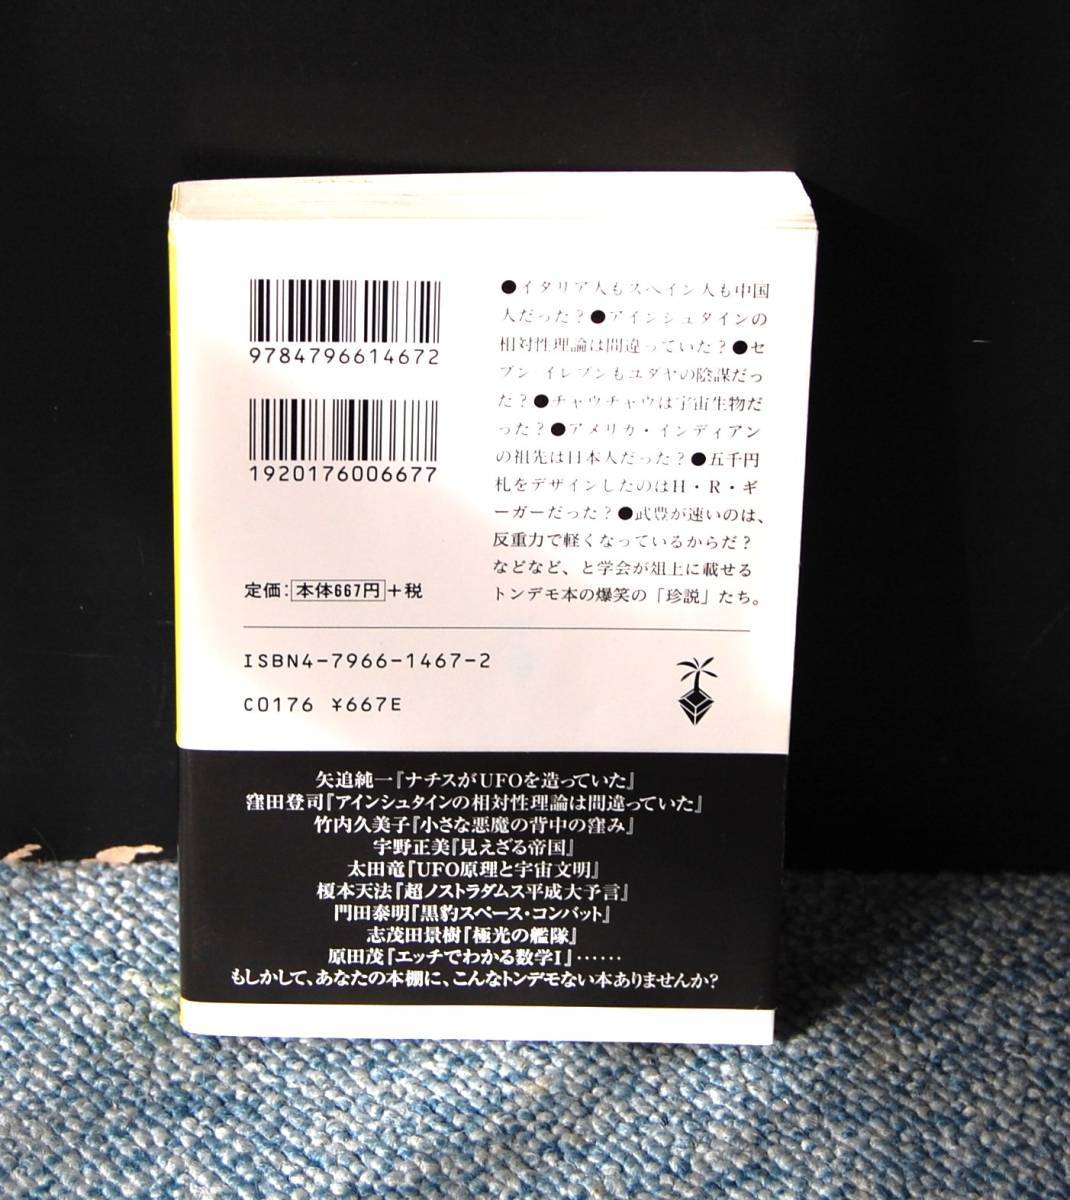 9784796614672
1920176006677
●イタリア人もスペイン人も中国
人だった?●アインシュタインの
相対性理論は間違っていた?●セ
ブン-イレブンもユダヤの陰謀だっ
た?●チャウチャウは宇宙生物だ
った?●アメリカ・インディアン
の祖先は日本人だった?●五千円
札をデザインしたのはH・R・ギ
ーガーだった?●武豊が速いのは、
反重力で軽くなっているからだ?
などなど、と学会が俎上に載せる
トンデモ本の爆笑の「珍説」たち。
定価:本体667円+税
ISBN4-7966-1467-2
C0176 ¥667E
矢追純一『ナチスがUFOを造っていた』
窪田登司『アインシュタインの相対性理論は間違っていた』
竹内久美子『小さな悪魔の背中の窪み』
宇野正美『見えざる帝国』
太田竜『UFO原理と宇宙文明』
榎本天法『超ノストラダムス平成大予言』
門田泰明『黒豹スペース・コンバット』
志茂田景樹『極光の艦隊』
原田茂『エッチでわかる数学I』……
もしかして、あなたの本棚に、こんなトンデモない本ありませんか?